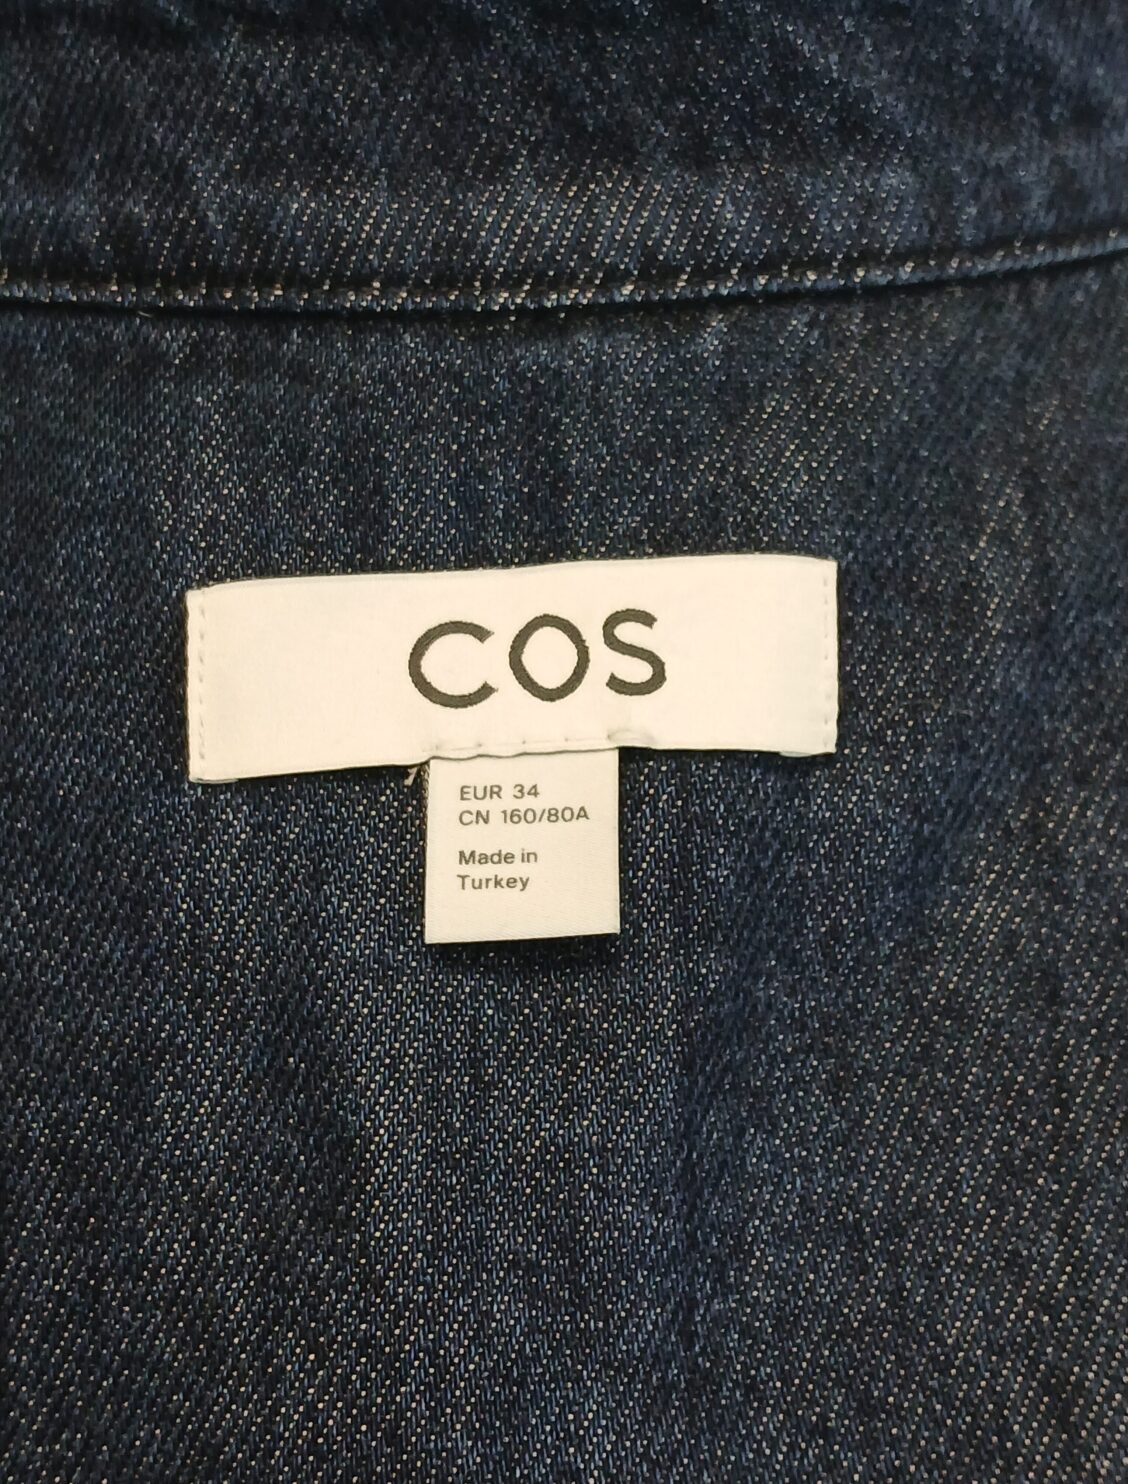 COS
EUR 34
CN 160/80A
Made in
Turkey